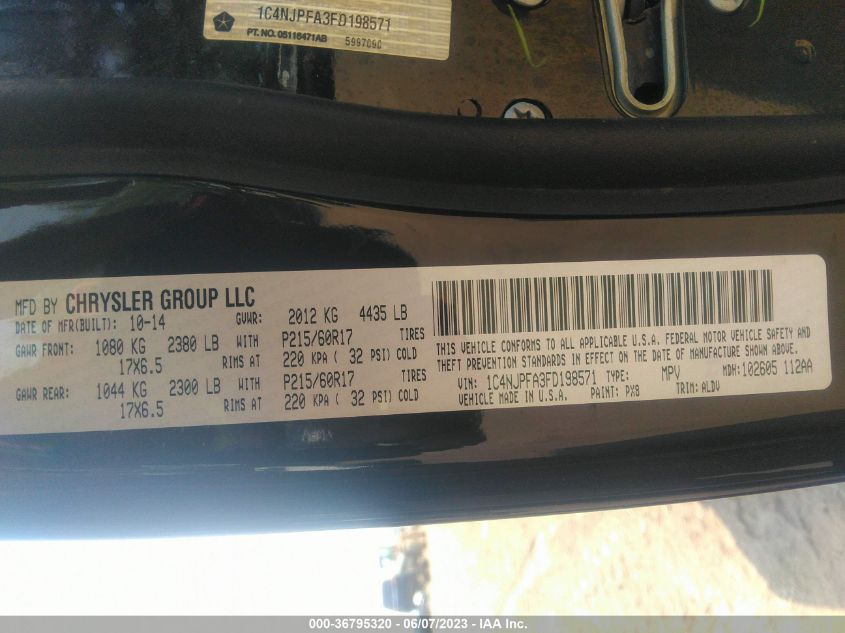 1C4NJPFA3FD198571
PT. NO. 05116471AB 5997090
MFD BY CHRYSLER GROUP LLC
DATE OF MFR(BUILT): 10-14 GVWR: 2012 KG 4435 LB
GAWR FRONT: 1080 KG 2380 LB WITH P215/60R17 TIRES
17X6.5 RIMS AT 220 KPA ( 32 PSI) COLD
GAWR REAR: 1044 KG 2300 LB WITH P215/60R17 TIRES
17X6.5 RIMS AT 220 KPA ( 32 PSI) COLD
THIS VEHICLE CONFORMS TO ALL APPLICABLE U.S.A. FEDERAL MOTOR VEHICLE SAFETY AND
THEFT PREVENTION STANDARDS IN EFFECT ON THE DATE OF MANUFACTURE SHOWN ABOVE.
VIN: 1C4NJPFA3FD198571 TYPE: MPV MDH: 102605 112AA
VEHICLE MADE IN U.S.A. PAINT: PX8 TRIM: ALDV
000-36795320 - 06/07/2023 - IAA Inc.